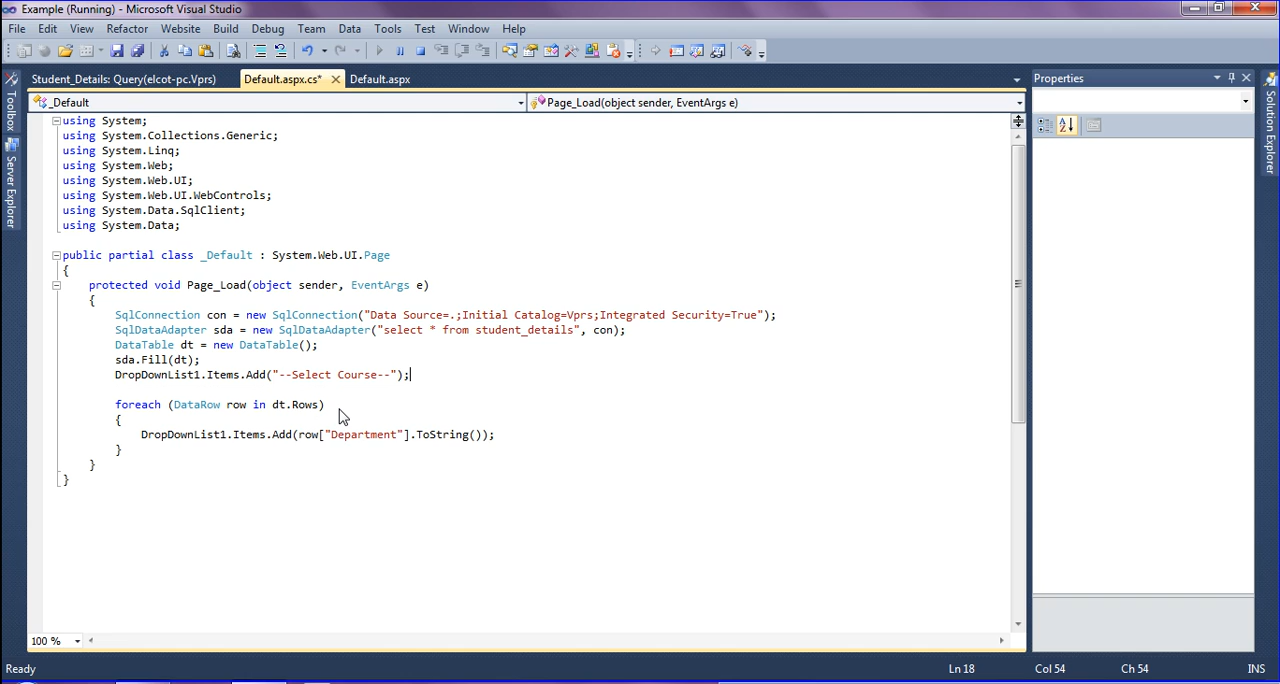 Example (Running) - Microsoft Visual Studio
File Edit View Refactor Website Build Debug Team Data Tools Test Window Help
Student_Details: Query(elcot-pc.Vprs) Default.aspx.cs* Default.aspx
Properties
_Default
Page_Load(object sender, EventArgs e)
Toolbox
Server Explorer
Solution Explorer
using System;
using System.Collections.Generic;
using System.Linq;
using System.Web;
using System.Web.UI;
using System.Web.UI.WebControls;
using System.Data.SqlClient;
using System.Data;
public partial class _Default : System.Web.UI.Page
{
protected void Page_Load(object sender, EventArgs e)
{
SqlConnection con = new SqlConnection("Data Source=.;Initial Catalog=Vprs;Integrated Security=True");
SqlDataAdapter sda = new SqlDataAdapter("select * from student_details", con);
DataTable dt = new DataTable();
sda.Fill(dt);
DropDownList1.Items.Add("--Select Course--");
foreach (DataRow row in dt.Rows)
{
DropDownList1.Items.Add(row["Department"].ToString());
}
}
}
100 %
Ready Ln 18 Col 54 Ch 54 INS